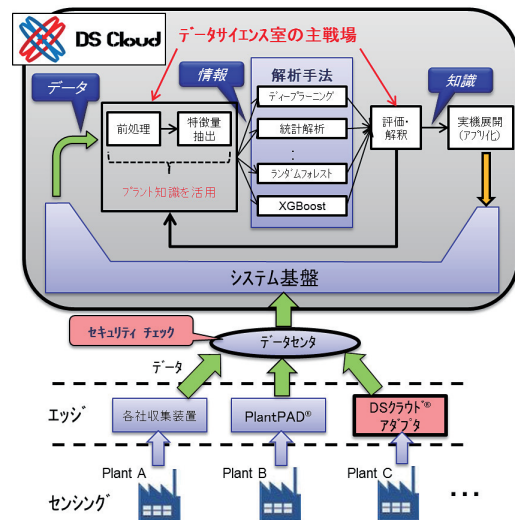 DS Cloud
データサイエンス室の主戦場
データ
情報
解析手法
知識
前処理
特徴量
抽出
プラント知識を活用
ディープラーニング
統計解析
:
ランダムフォレスト
XGBoost
評価・
解釈
実機展開
(アプリ化)
システム基盤
セキュリティ チェック
データセンタ
データ
エッジ
各社収集装置
PlantPAD®
DSクラウド®
アダプタ
Plant A
Plant B
Plant C
センシング
...